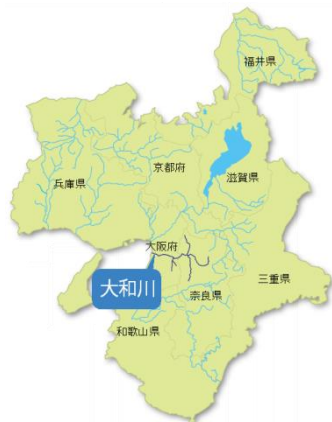 福井県
京都府
滋賀県
兵庫県
大阪府
三重県
大和川
奈良県
和歌山県